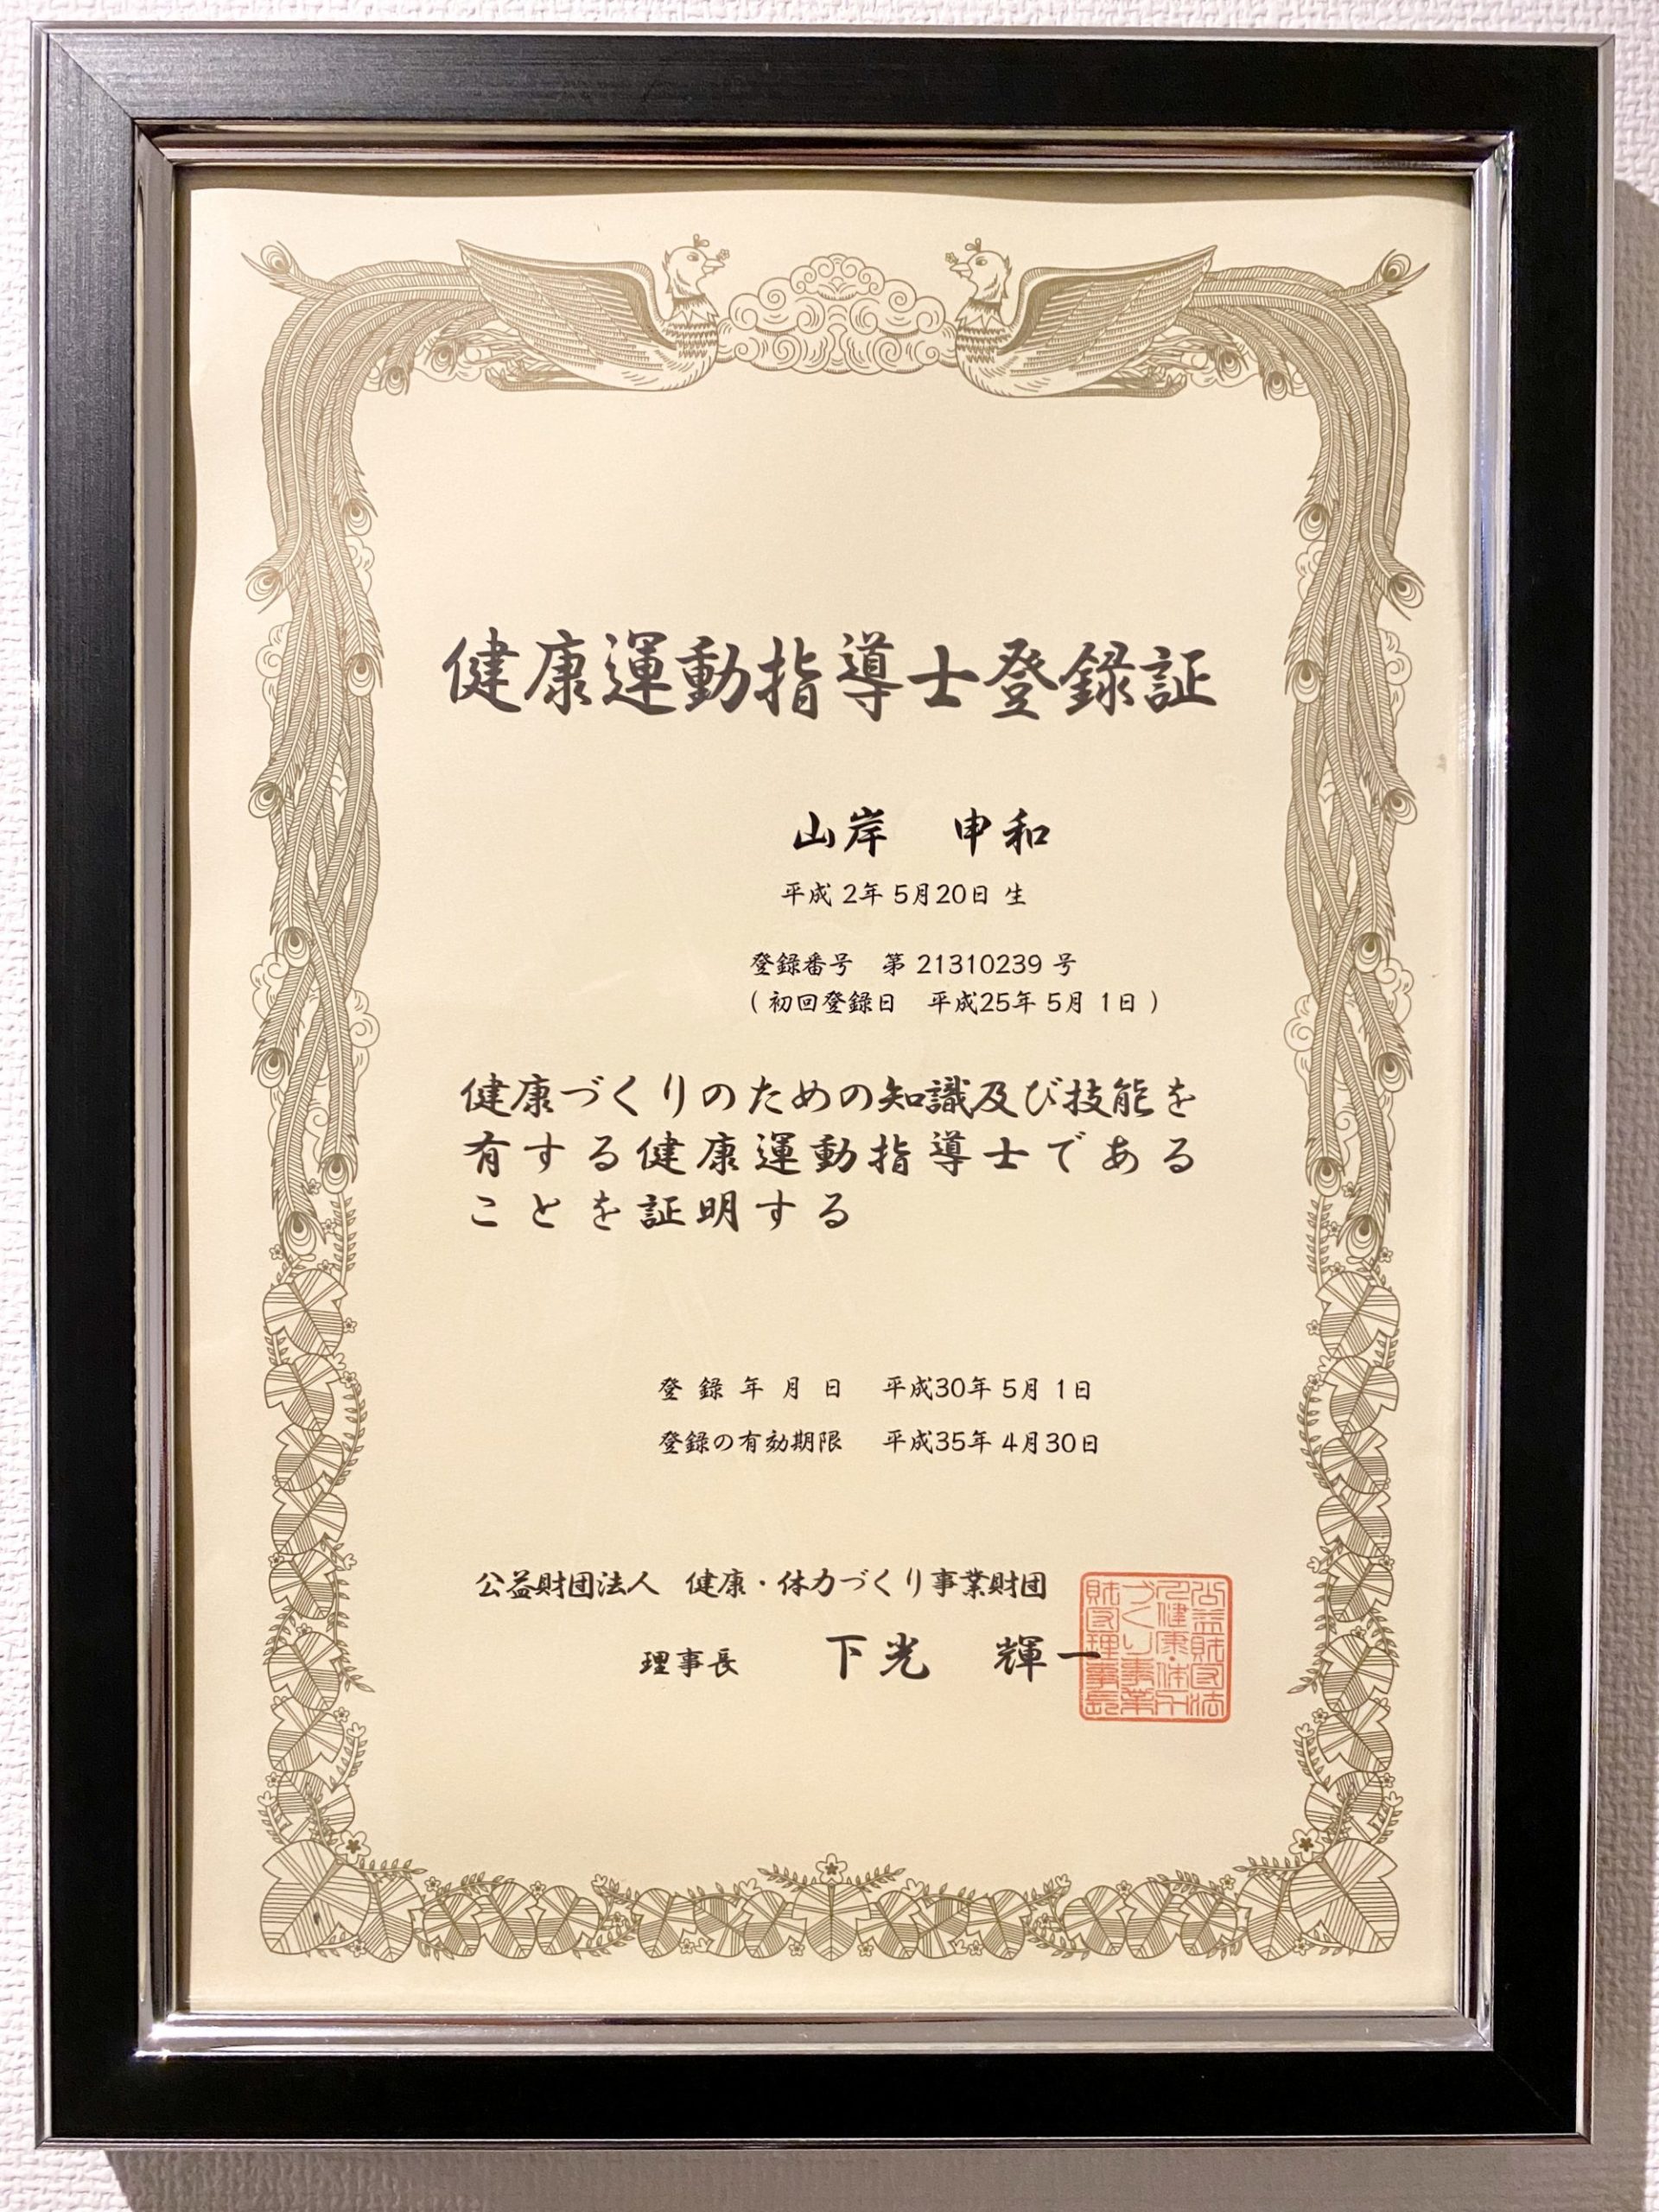 健康運動指導士登録証
山岸 申和
平成 2年 5月20日 生
登録番号 第 21310239 号
( 初回登録日 平成25年 5月 1日 )
健康づくりのための知識及び技能を
有する健康運動指導士である
ことを証明する
登録年月日 平成30年 5月 1日
登録の有効期限 平成35年 4月30日
公益財団法人 健康・体力づくり事業財団
理事長 下光 輝一